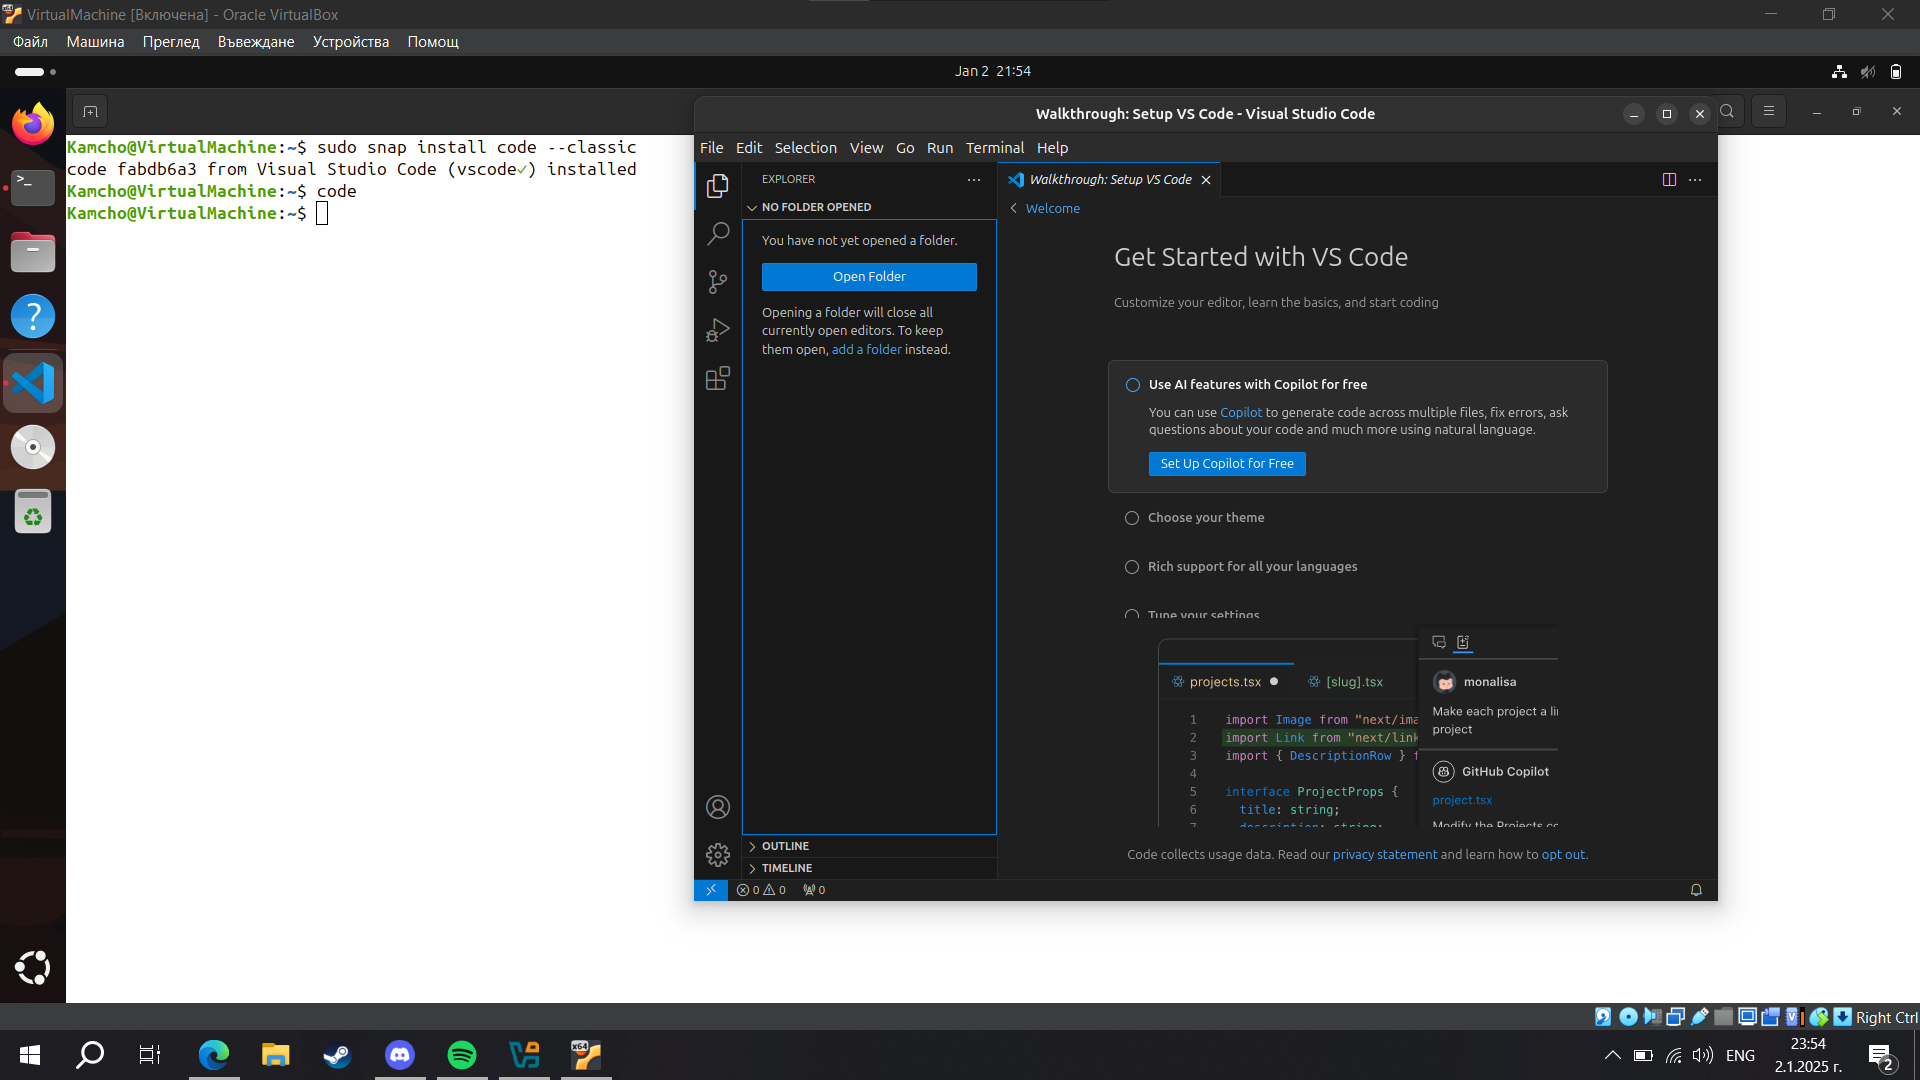 VirtualMachine [Включена] - Oracle VirtualBox
Файл Машина Преглед Въвеждане Устройства Помощ
Jan 2 21:54
Kamcho@VirtualMachine:~$ sudo snap install code --classic
code fabdb6a3 from Visual Studio Code (vscode✓) installed
Kamcho@VirtualMachine:~$ code
Kamcho@VirtualMachine:~$
Walkthrough: Setup VS Code - Visual Studio Code
File Edit Selection View Go Run Terminal Help
EXPLORER
NO FOLDER OPENED
You have not yet opened a folder.
Open Folder
Opening a folder will close all
currently open editors. To keep
them open, add a folder instead.
OUTLINE
TIMELINE
Walkthrough: Setup VS Code
Welcome
Get Started with VS Code
Customize your editor, learn the basics, and start coding
Use AI features with Copilot for free
You can use Copilot to generate code across multiple files, fix errors, ask
questions about your code and much more using natural language.
Set Up Copilot for Free
Choose your theme
Rich support for all your languages
Tune your settings
projects.tsx [slug].tsx
1 import Image from "next/ima
2 import Link from "next/link
3 import { DescriptionRow } f
4
5 interface ProjectProps {
6 title: string;
7 description: string;
monalisa
Make each project a lin
project
GitHub Copilot
project.tsx
Modify the Projects co
Code collects usage data. Read our privacy statement and learn how to opt out.
0 0 0
Right Ctrl
x64
ENG
23:54
2.1.2025 г.
2